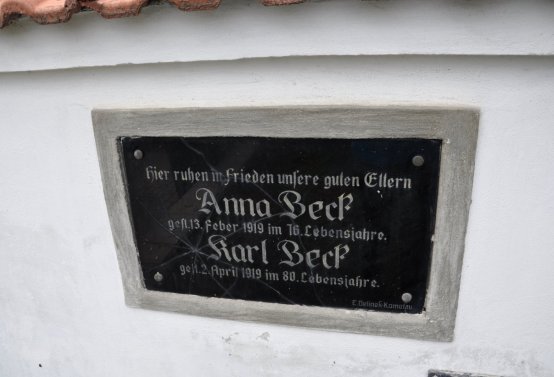 Hier ruhen in Frieden unsere guten Eltern
Anna Beck
gest. 13. Feber 1919 im 76. Lebensjahre.
Karl Beck
gest. 2. April 1919 im 80. Lebensjahre.